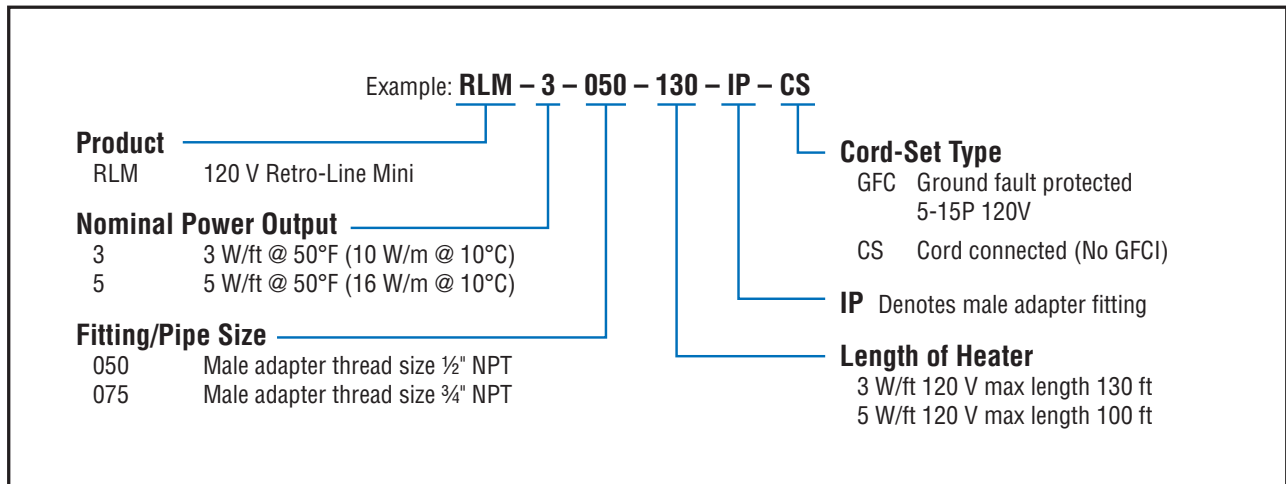 Example: RLM – 3 – 050 – 130 – IP – CS
Product
RLM 120 V Retro-Line Mini
Nominal Power Output
3 3 W/ft @ 50°F (10 W/m @ 10°C)
5 5 W/ft @ 50°F (16 W/m @ 10°C)
Fitting/Pipe Size
050 Male adapter thread size ½" NPT
075 Male adapter thread size ¾" NPT
Cord-Set Type
GFC Ground fault protected
5-15P 120V
CS Cord connected (No GFCI)
IP Denotes male adapter fitting
Length of Heater
3 W/ft 120 V max length 130 ft
5 W/ft 120 V max length 100 ft